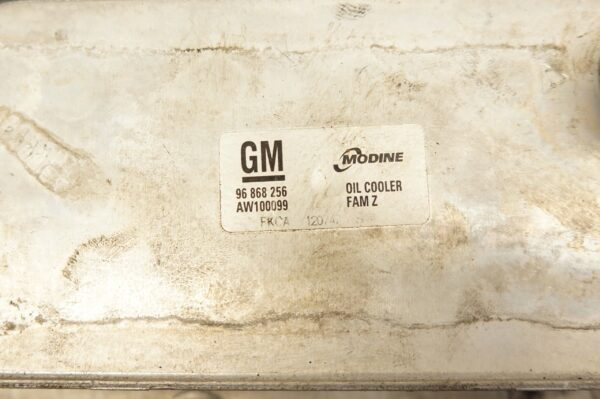 GM
96 868 256
AW100099
MODINE
OIL COOLER
FAM Z